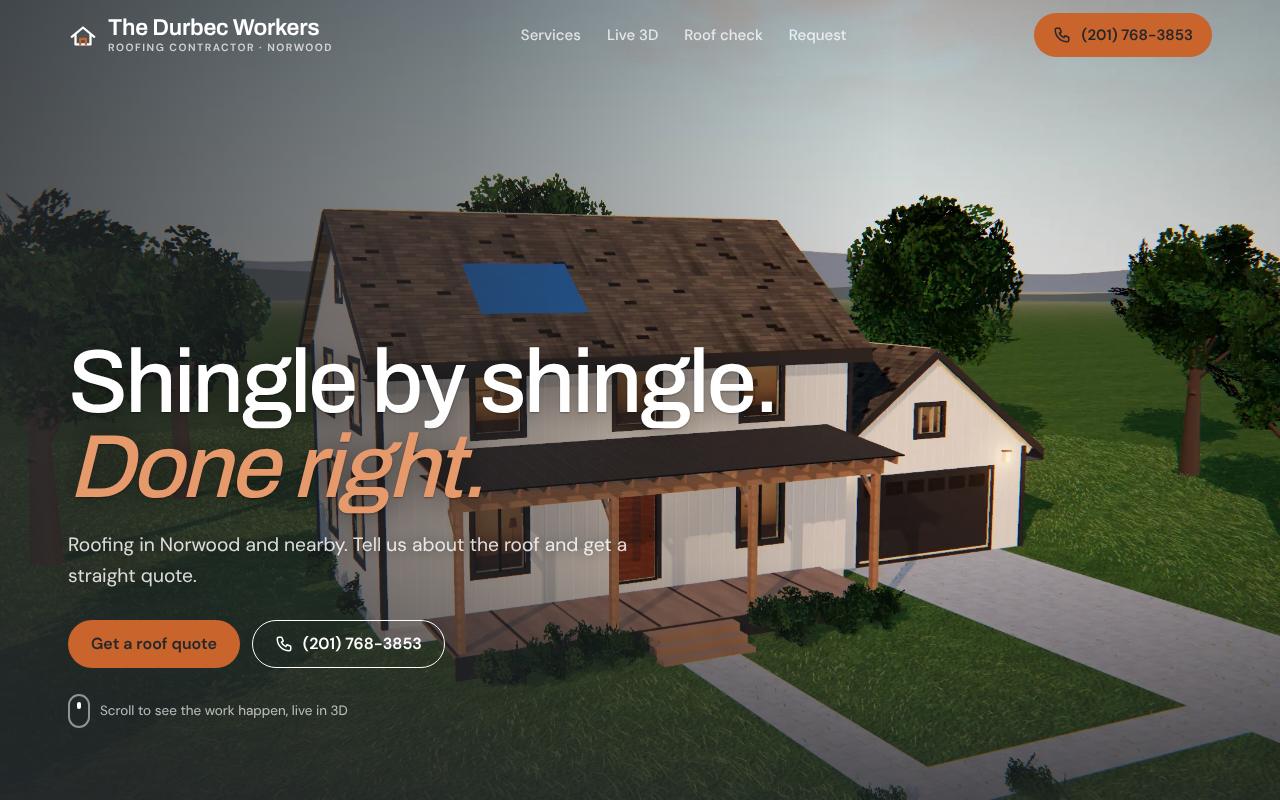 The Durbec Workers
ROOFING CONTRACTOR · NORWOOD
Services
Live 3D
Roof check
Request
(201) 768-3853
Shingle by shingle.
Done right.
Roofing in Norwood and nearby. Tell us about the roof and get a
straight quote.
Get a roof quote
(201) 768-3853
Scroll to see the work happen, live in 3D